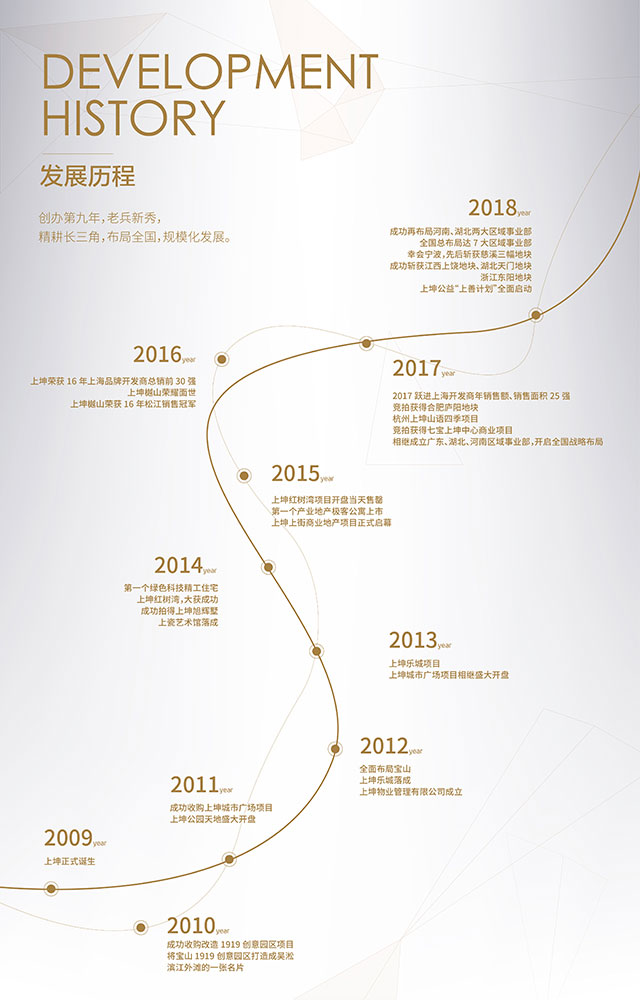 DEVELOPMENT
HISTORY
发展历程
创办第九年，老兵新秀，
精耕长三角，布局全国，规模化发展。
2018year
成功再布局河南、湖北两大区域事业部
全国总布局达 7 大区域事业部
幸会宁波，先后斩获慈溪三幅地块
成功斩获江西上饶地块、湖北天门地块
浙江东阳地块
上坤公益“上善计划”全面启动
2017year
2017 跃进上海开发商年销售额、销售面积 25 强
竞拍获得合肥庐阳地块
杭州上坤山语四季项目
竞拍获得七宝上坤中心商业项目
相继成立广东、湖北、河南区域事业部，开启全国战略布局
2016year
上坤荣获 16 年上海品牌开发商总销前 30 强
上坤樾山荣耀面世
上坤樾山荣获 16 年松江销售冠军
2015year
上坤红树湾项目开盘当天售罄
第一个产业地产极客公寓上市
上坤上街商业地产项目正式启幕
2014year
第一个绿色科技精工住宅
上坤红树湾，大获成功
成功拍得上坤旭辉墅
上瓷艺术馆落成
2013year
上坤乐城项目
上坤城市广场项目相继盛大开盘
2012year
全面布局宝山
上坤乐城落成
上坤物业管理有限公司成立
2011year
成功收购上坤城市广场项目
上坤公园天地盛大开盘
2009year
上坤正式诞生
2010year
成功收购改造 1919 创意园区项目
将宝山 1919 创意园区打造成吴淞
滨江外滩的一张名片